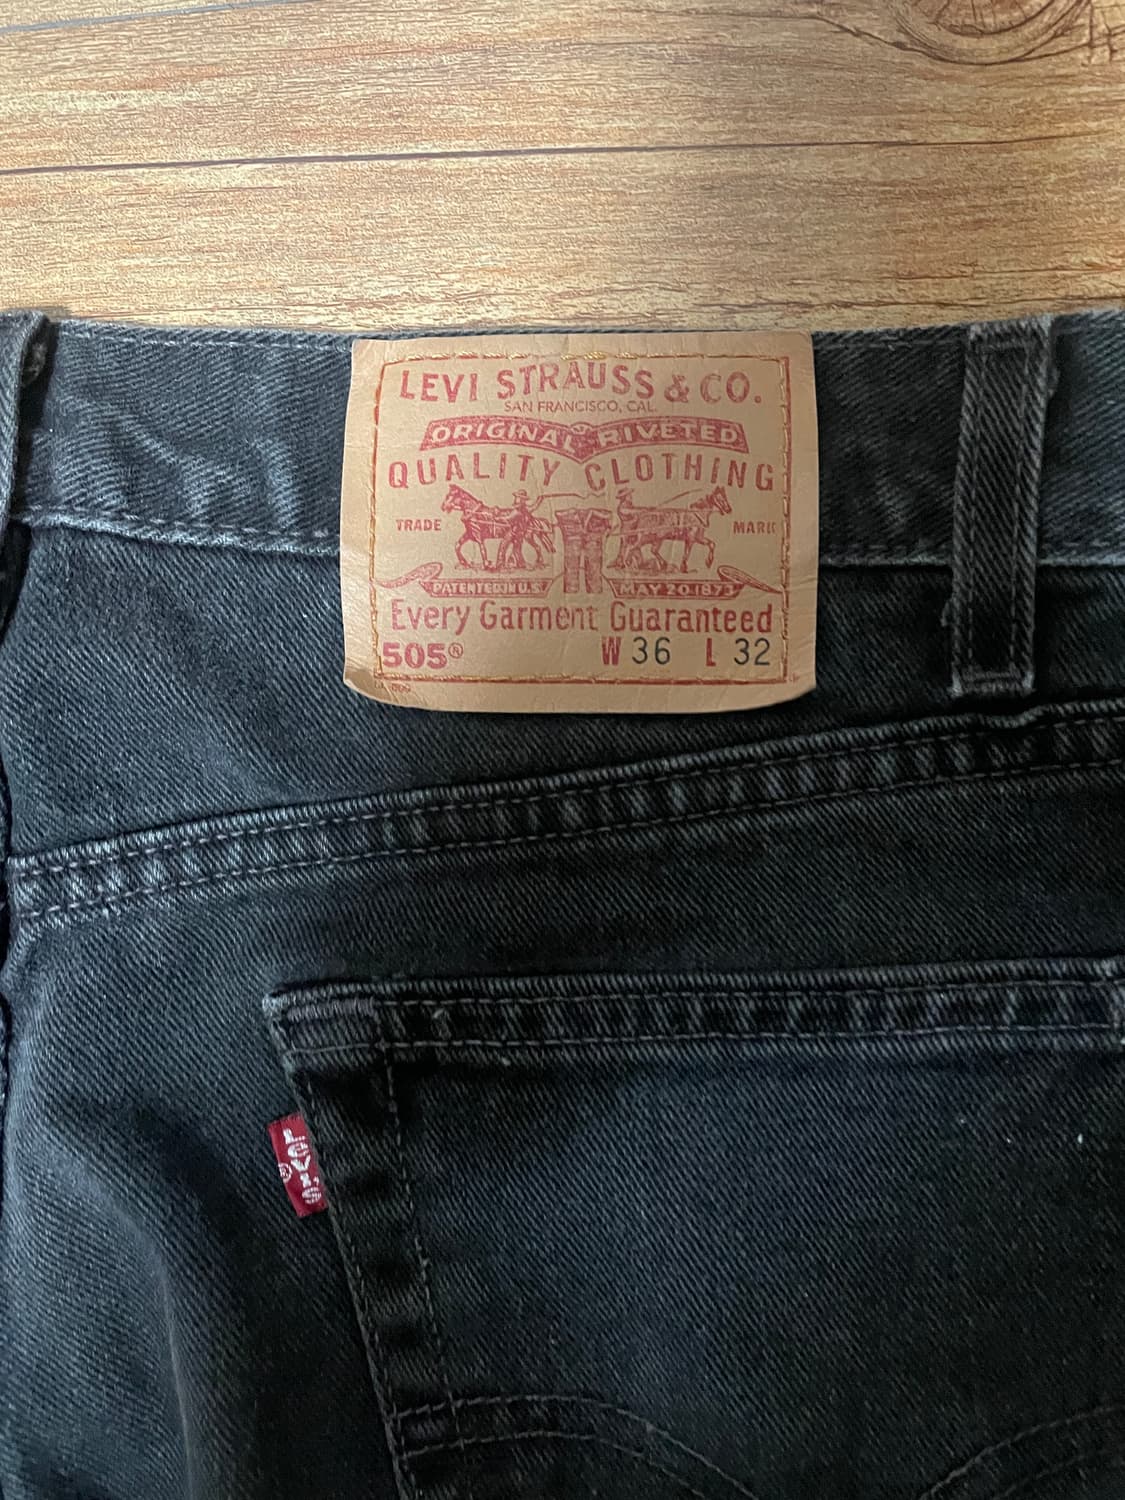 LEVI STRAUSS & CO.
SAN FRANCISCO, CAL.
ORIGINAL RIVETED
QUALITY CLOTHING
TRADE MARK
PATENTED IN U.S. MAY 20 1873
Every Garment Guaranteed
505® W 36 L 32
LEVI'S
®